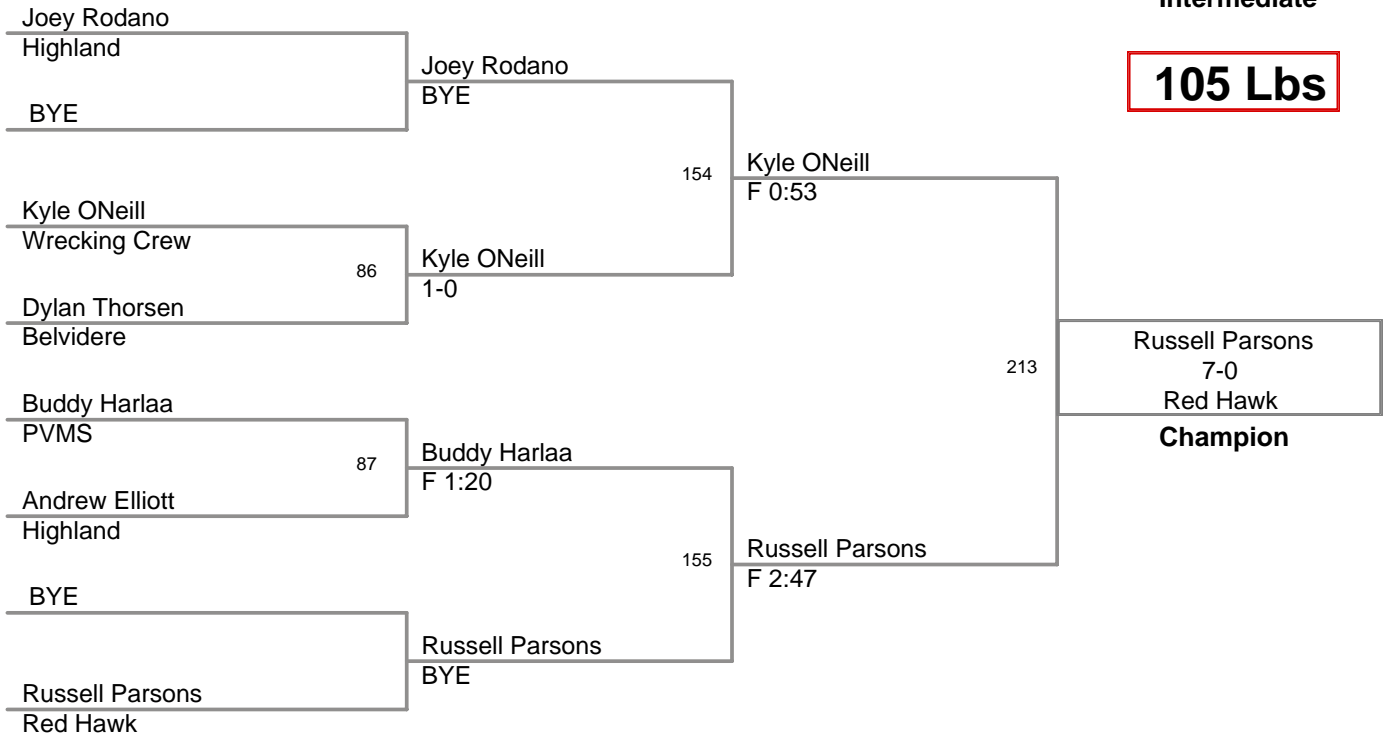 Intermediate
105 Lbs
Joey Rodano
Highland
BYE
Kyle ONeill
Wrecking Crew
86
Dylan Thorsen
Belvidere
Buddy Harlaa
PVMS
87
Andrew Elliott
Highland
BYE
Russell Parsons
Red Hawk
Joey Rodano
BYE
154
Kyle ONeill
1-0
Buddy Harlaa
F 1:20
155
Russell Parsons
BYE
Kyle ONeill
F 0:53
213
Russell Parsons
F 2:47
Russell Parsons
7-0
Red Hawk
Champion